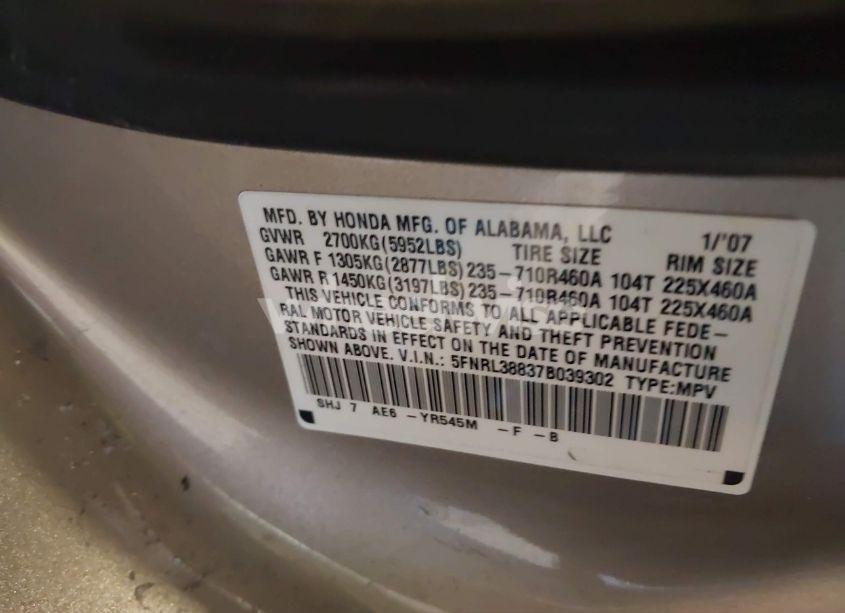 MFD. BY HONDA MFG. OF ALABAMA, LLC 1/'07
GVWR 2700KG(5952LBS) TIRE SIZE RIM SIZE
GAWR F 1305KG(2877LBS) 235-710R460A 104T 225X460A
GAWR R 1450KG(3197LBS) 235-710R460A 104T 225X460A
THIS VEHICLE CONFORMS TO ALL APPLICABLE FEDE-
RAL MOTOR VEHICLE SAFETY AND THEFT PREVENTION
STANDARDS IN EFFECT ON THE DATE OF MANUFACTURE
SHOWN ABOVE. V.I.N.: 5FNRL38837B039302 TYPE:MPV
SHJ 7 AE6 -YR545M -F -B